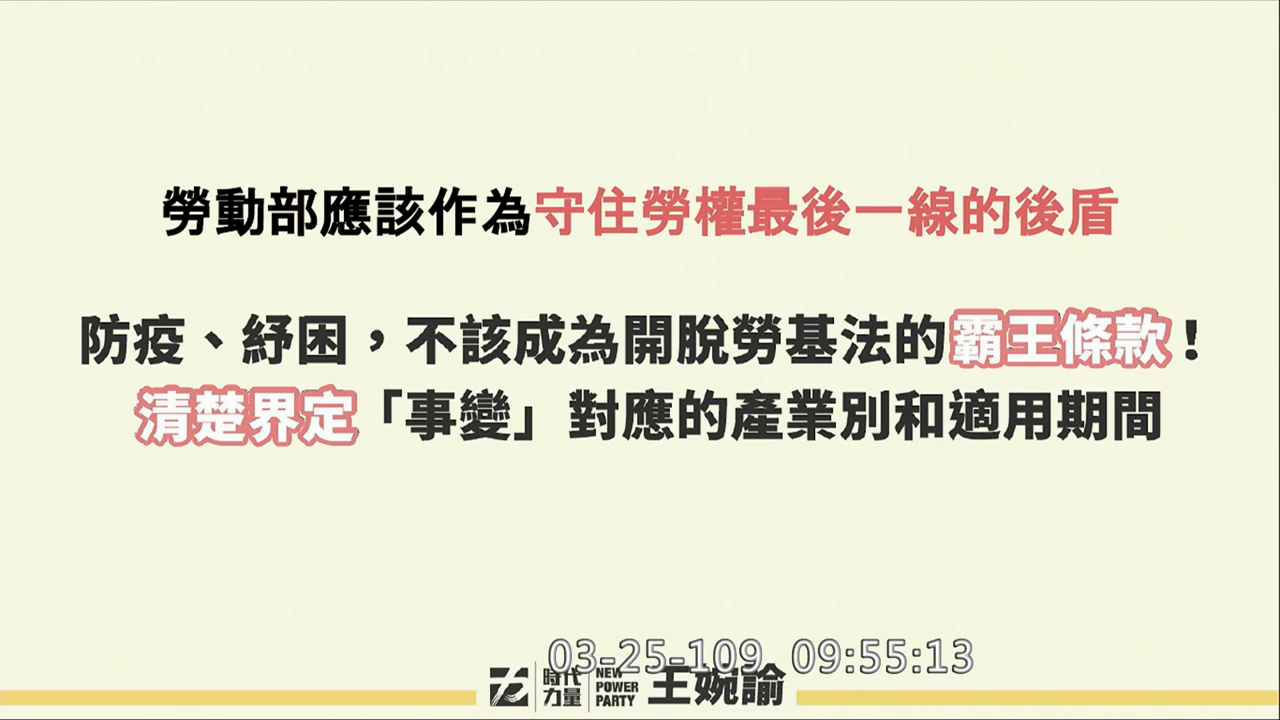 勞動部應該作為守住勞權最後一線的後盾
防疫、紓困，不該成為開脫勞基法的霸王條款！
清楚界定「事變」對應的產業別和適用期間
03-25-109 09:55:13
時代力量 NEW POWER PARTY 王婉諭